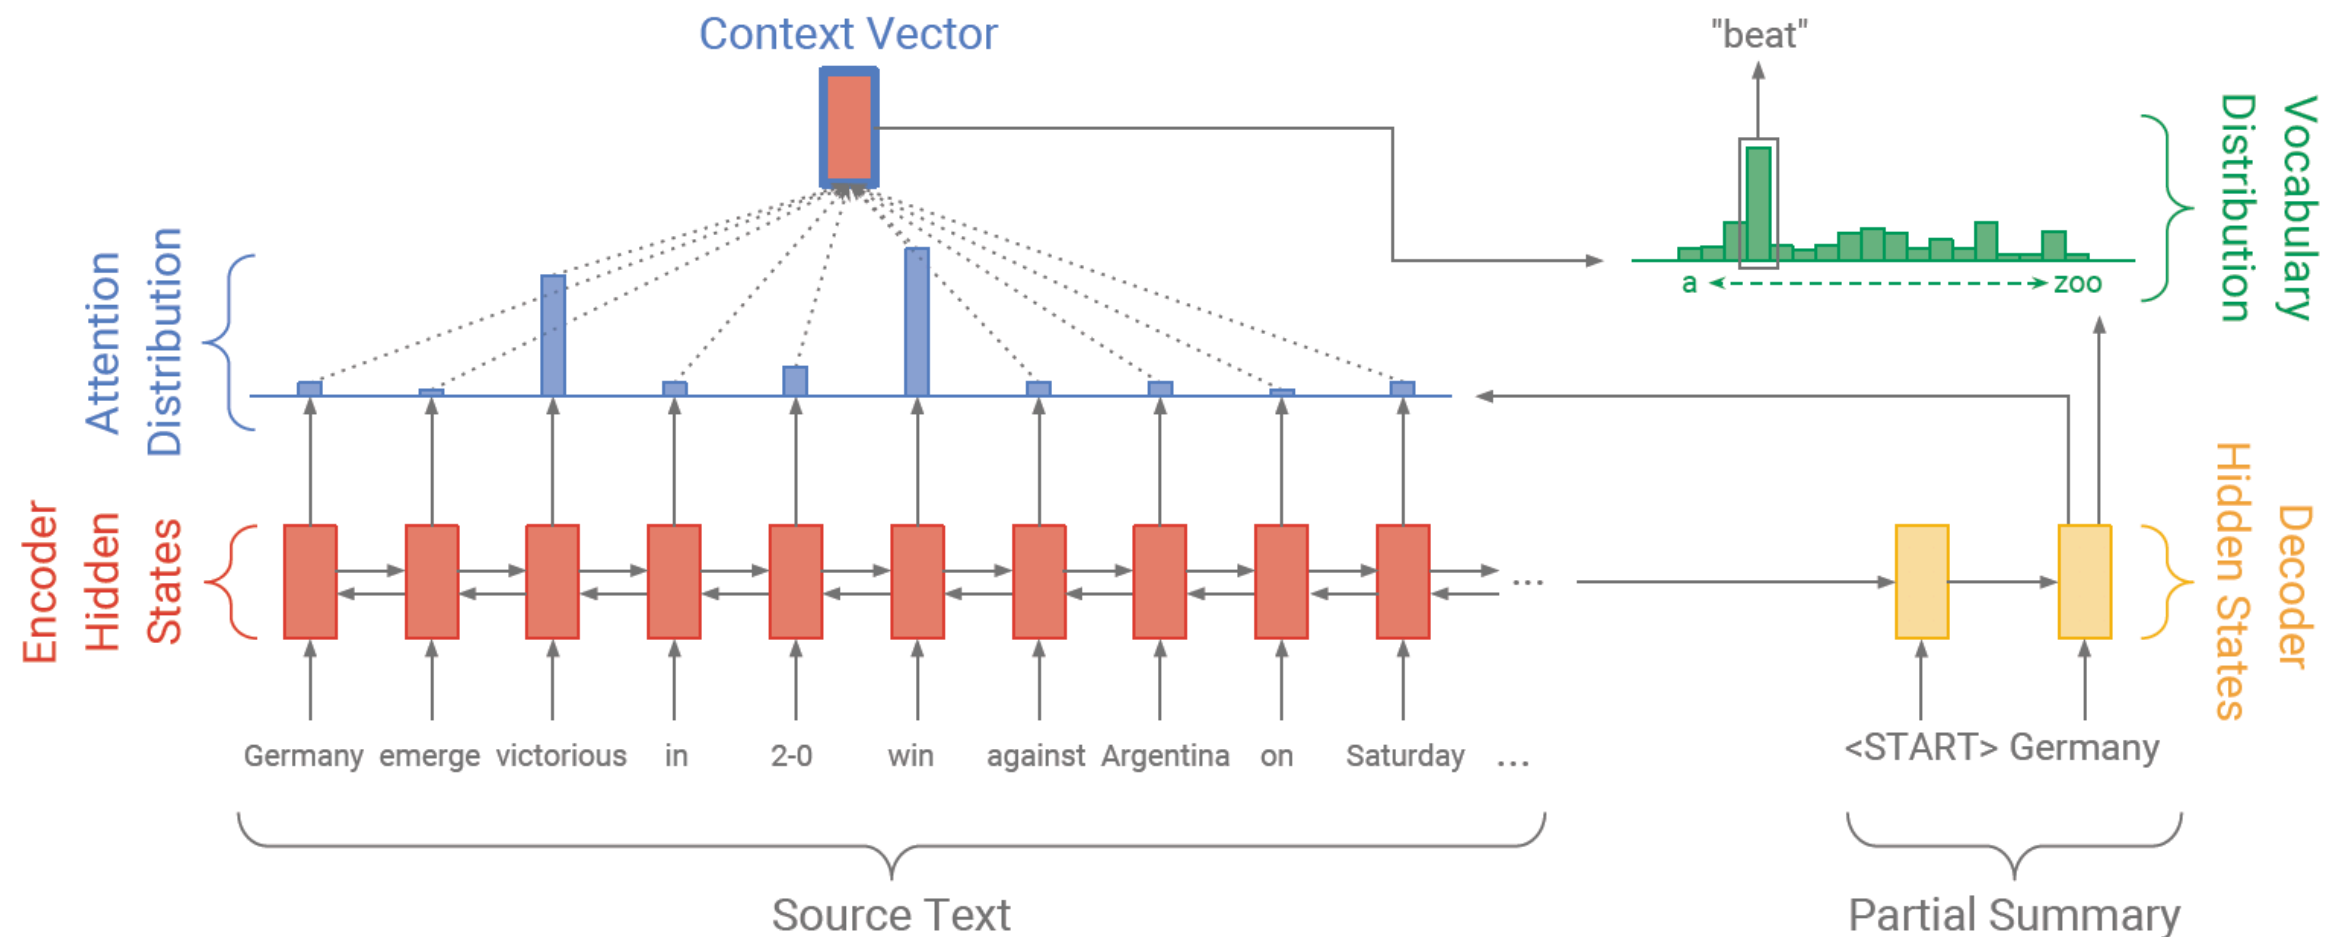 Context Vector
"beat"
Vocabulary
Distribution
a
zoo
Attention
Distribution
Encoder
Hidden
States
...
Decoder
Hidden States
Germany emerge victorious in 2-0 win against Argentina on Saturday ...
<START> Germany
Source Text
Partial Summary